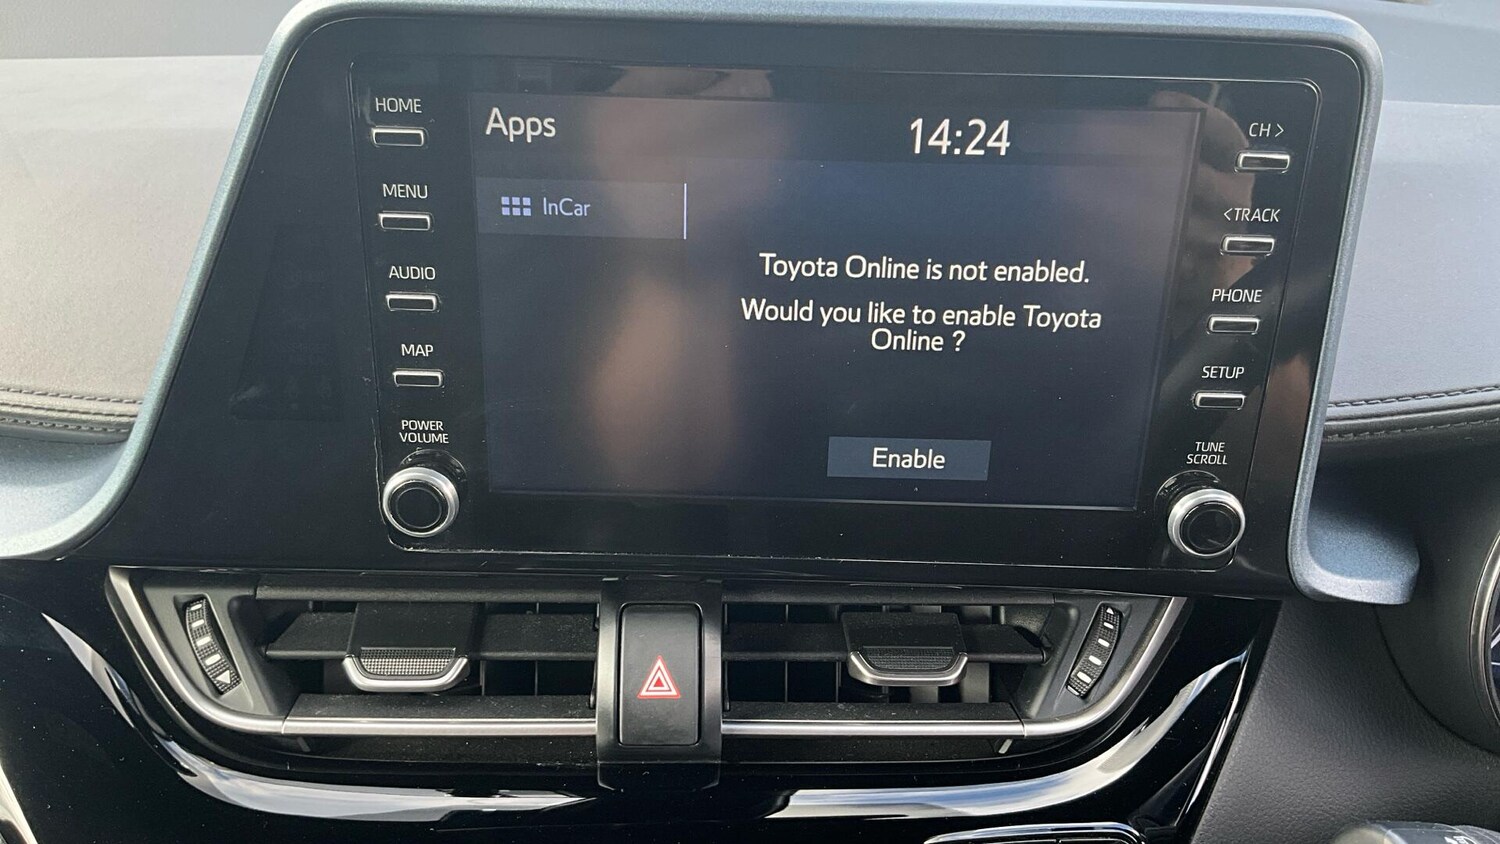 HOME
MENU
AUDIO
MAP
POWER
VOLUME
Apps
14:24
InCar
Toyota Online is not enabled.
Would you like to enable Toyota
Online ?
Enable
CH >
< TRACK
PHONE
SETUP
TUNE
SCROLL